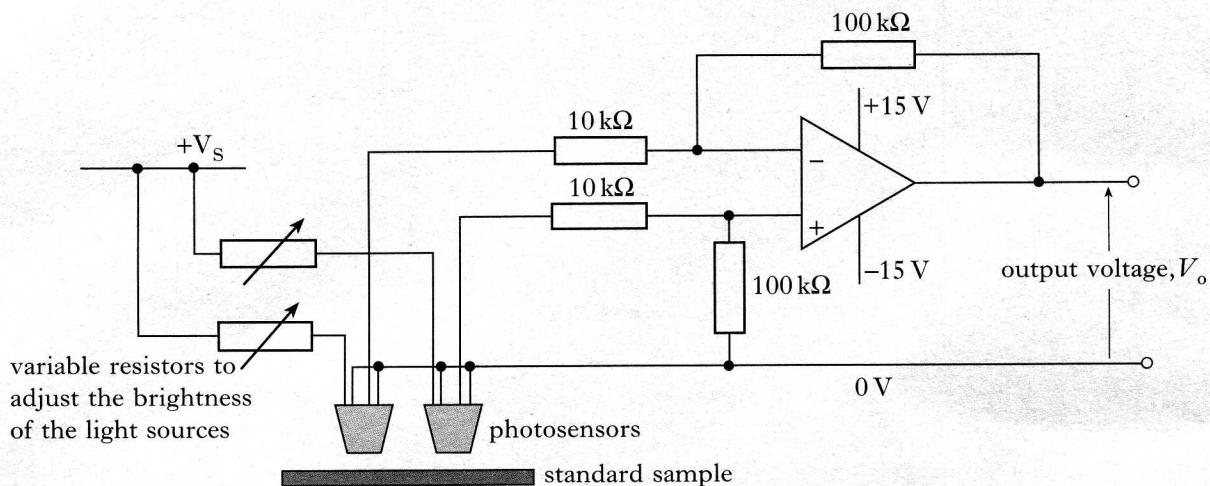 100 kΩ
+15 V
10 kΩ
+V_S
−
10 kΩ
+
−15 V
100 kΩ
output voltage, V_o
variable resistors to
adjust the brightness
of the light sources
0 V
photosensors
standard sample